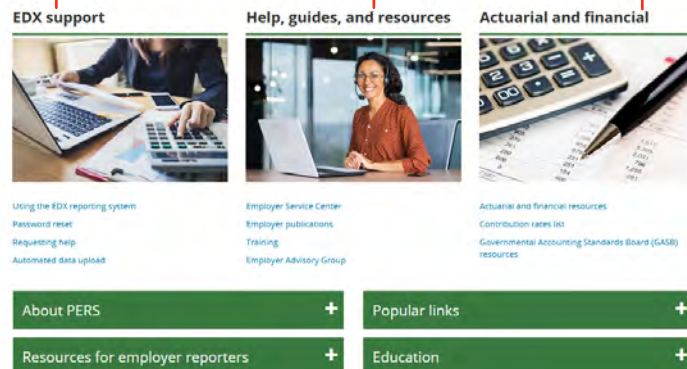 EDX support
Help, guides, and resources
Actuarial and financial
Using the EDX reporting system
Password reset
Requesting help
Automated data upload
Employer Service Center
Employer publications
Training
Employer Advisory Group
Actuarial and financial resources
Contribution rates list
Governmental Accounting Standards Board (GASB)
resources
About PERS +
Popular links +
Resources for employer reporters +
Education +